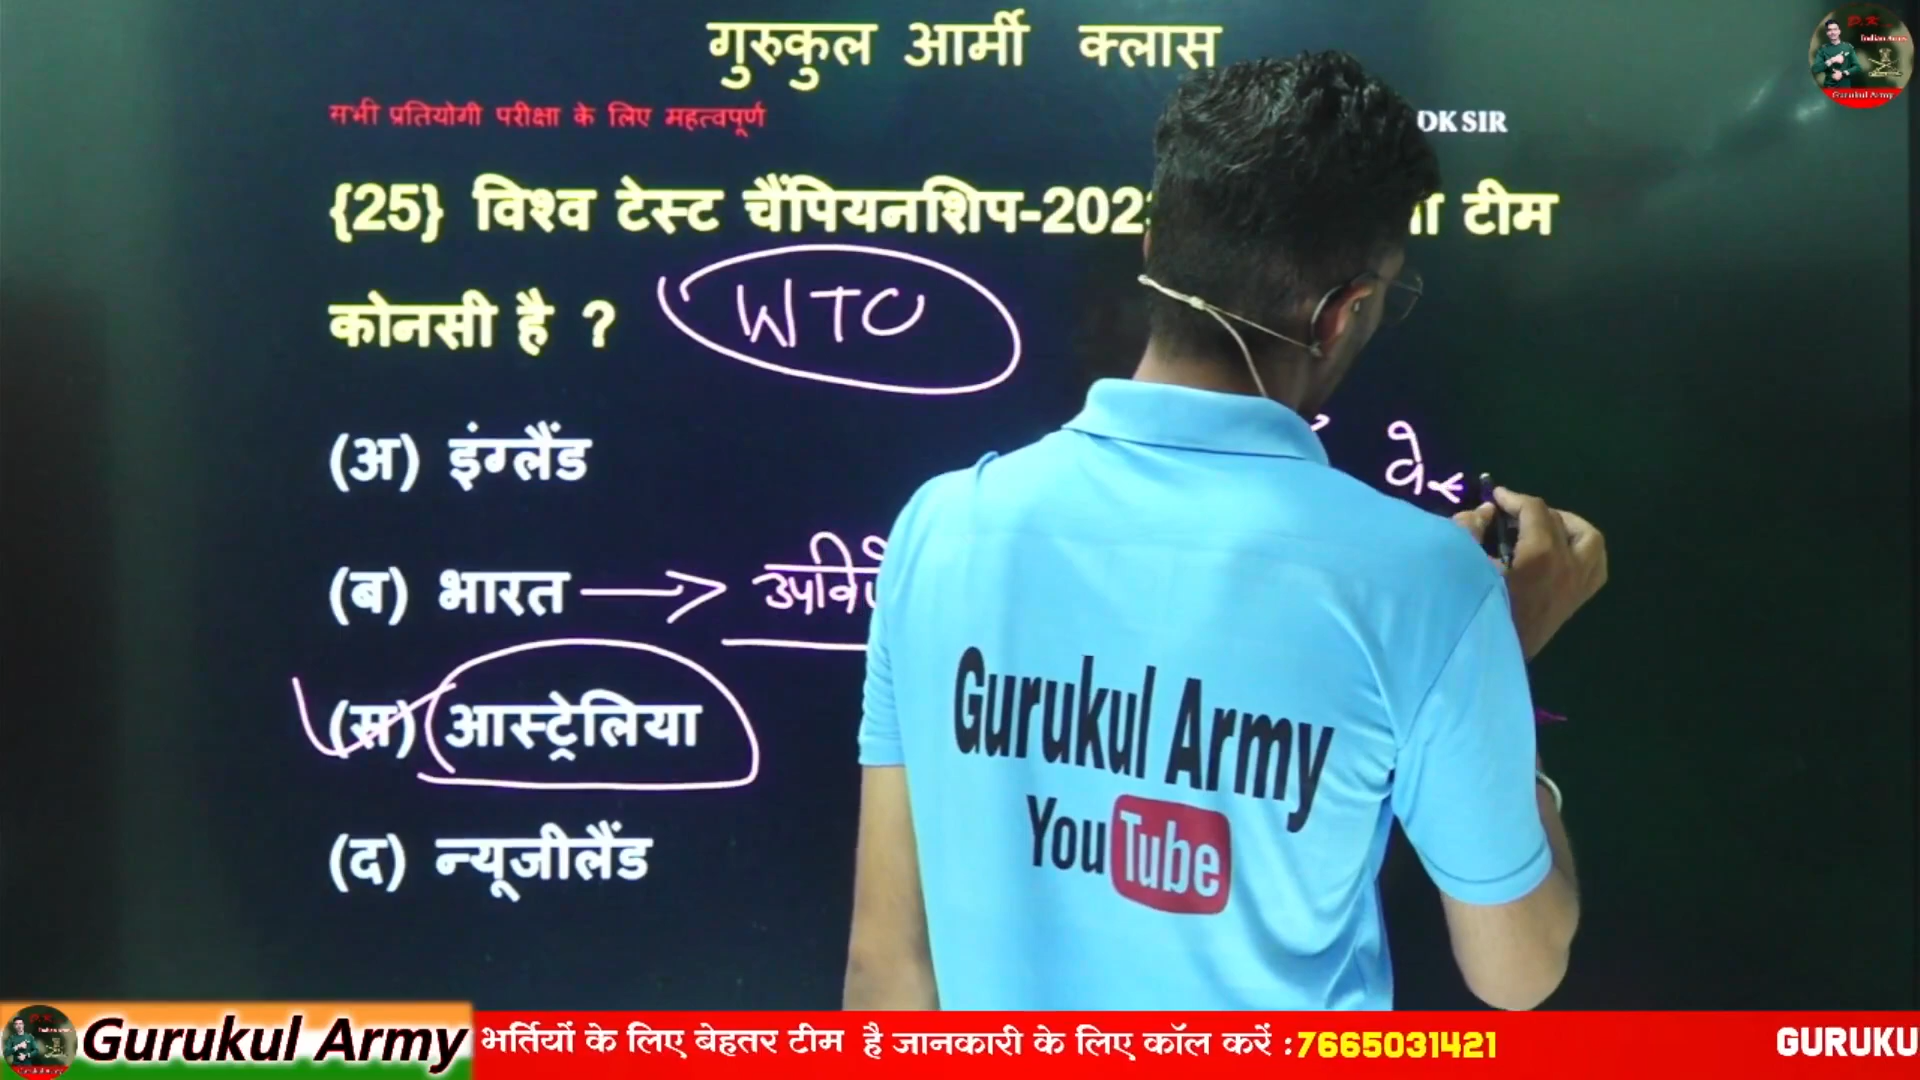 गुरुकुल आर्मी क्लास
सभी प्रतियोगी परीक्षा के लिए महत्वपूर्ण
DK SIR
{25} विश्व टेस्ट चैंपियनशिप-2023 टीम
कोनसी है ?
WTC
(अ) इंग्लैंड
(ब) भारत
(स) आस्ट्रेलिया
(द) न्यूजीलैंड
Gurukul Army
YouTube
Gurukul Army
भर्तियों के लिए बेहतर टीम है जानकारी के लिए कॉल करें :7665031421
GURUKU